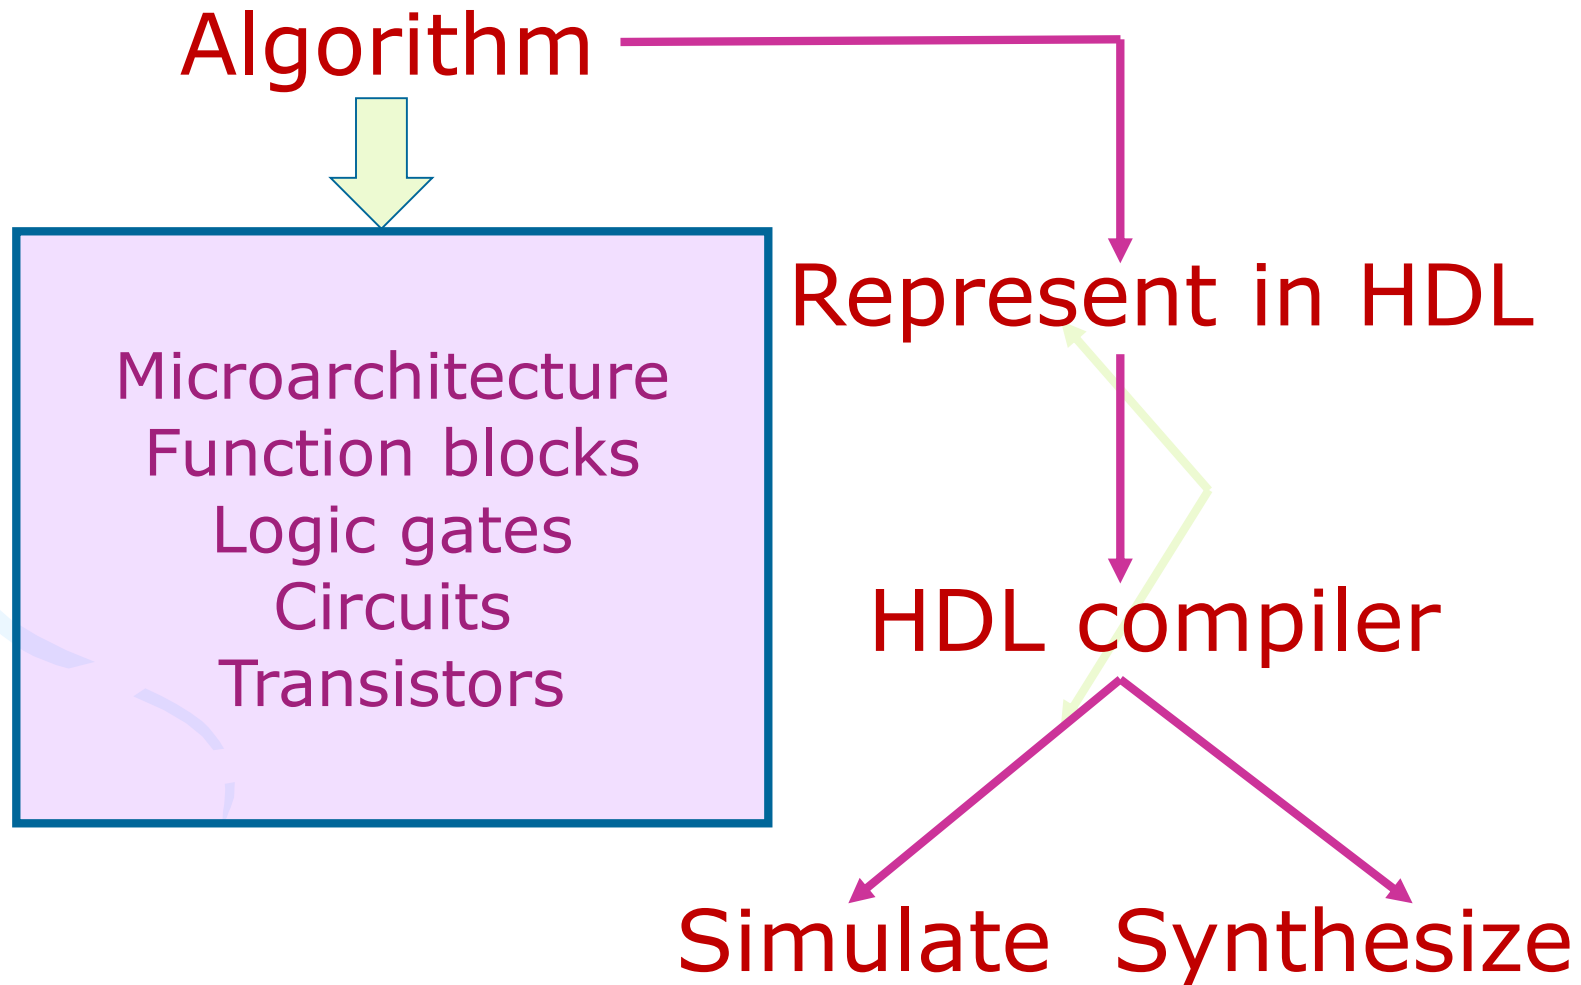 Algorithm
Represent in HDL
Microarchitecture
Function blocks
Logic gates
Circuits
Transistors
HDL compiler
Simulate
Synthesize